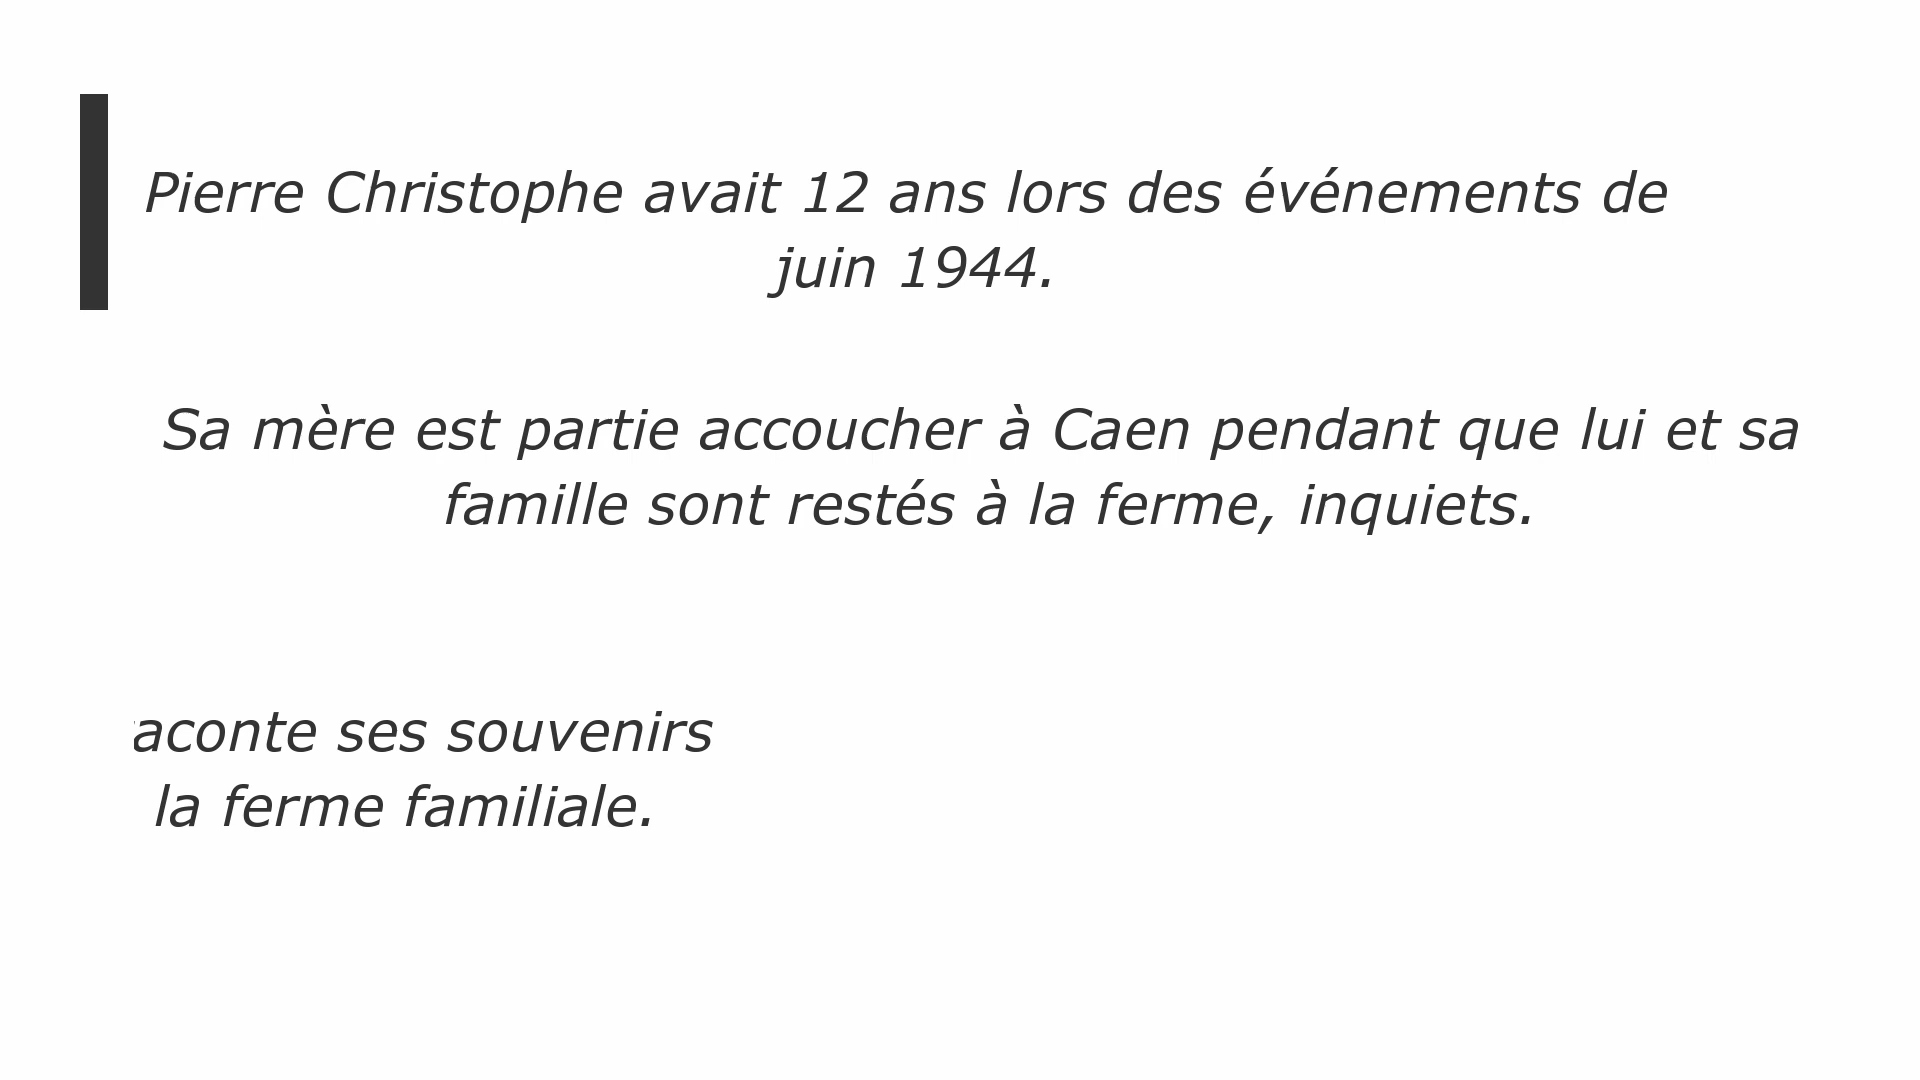 Pierre Christophe avait 12 ans lors des événements de
juin 1944.
Sa mère est partie accoucher à Caen pendant que lui et sa
famille sont restés à la ferme, inquiets.
ses souvenirs
la ferme familiale.